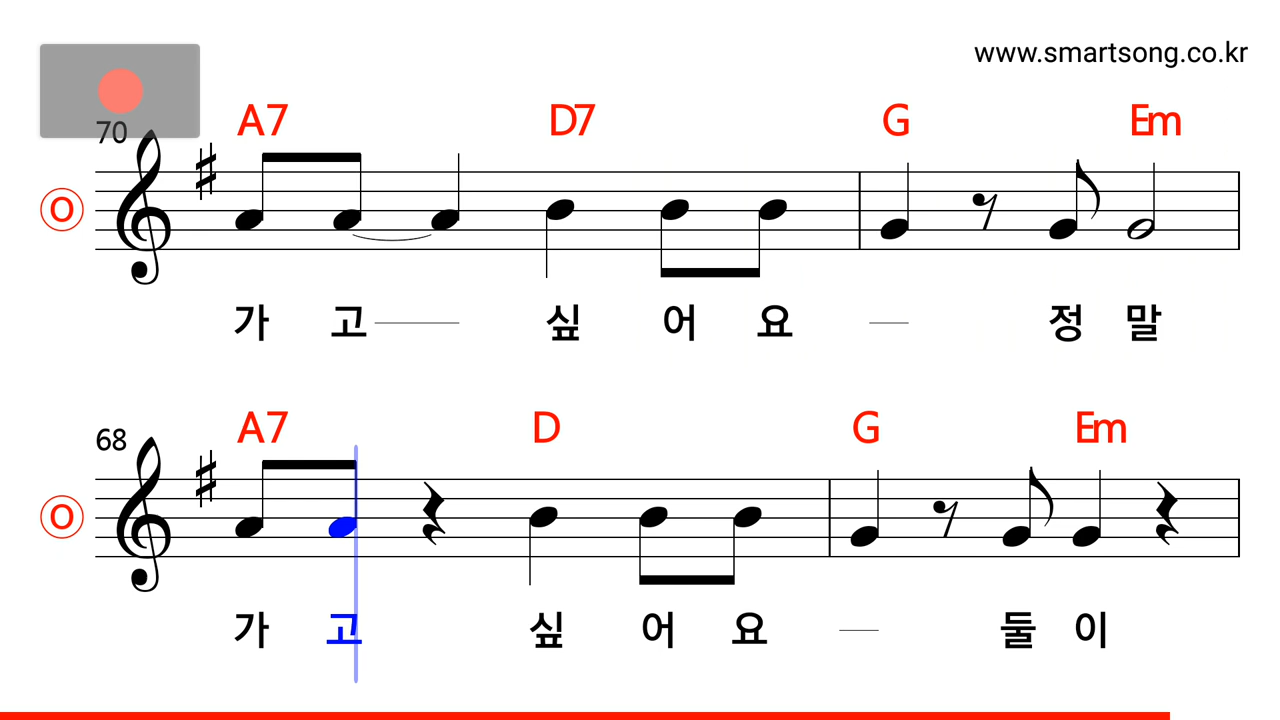 www.smartsong.co.kr
70 A7 D7 G Em
O
가 고 싶 어 요 정 말
68 A7 D G Em
O
가 고 싶 어 요 둘 이